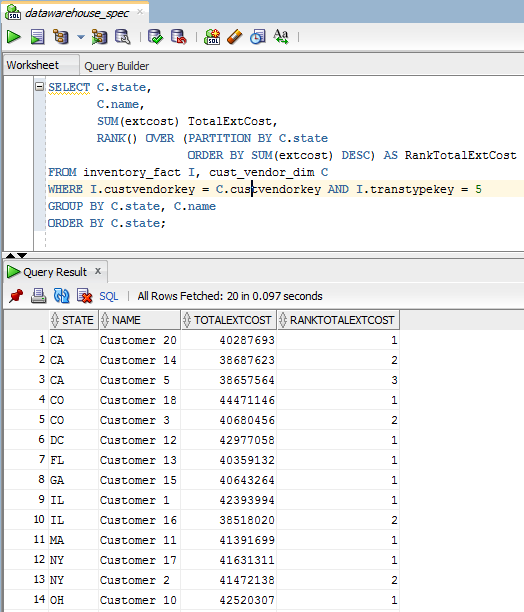 datawarehouse_spec
Worksheet Query Builder
SELECT C.state,
C.name,
SUM(extcost) TotalExtCost,
RANK() OVER (PARTITION BY C.state
ORDER BY SUM(extcost) DESC) AS RankTotalExtCost
FROM inventory_fact I, cust_vendor_dim C
WHERE I.custvendorkey = C.custvendorkey AND I.transtypekey = 5
GROUP BY C.state, C.name
ORDER BY C.state;
Query Result x
SQL | All Rows Fetched: 20 in 0.097 seconds
STATE NAME TOTALEXTCOST RANKTOTALEXTCOST
1 CA Customer 20 40287693 1
2 CA Customer 14 38687623 2
3 CA Customer 5 38657564 3
4 CO Customer 18 44471146 1
5 CO Customer 3 40680456 2
6 DC Customer 12 42977058 1
7 FL Customer 13 40359132 1
8 GA Customer 15 40643264 1
9 IL Customer 1 42393994 1
10 IL Customer 16 38518020 2
11 MA Customer 11 41391699 1
12 NY Customer 17 41631311 1
13 NY Customer 2 41472138 2
14 OH Customer 10 42520307 1